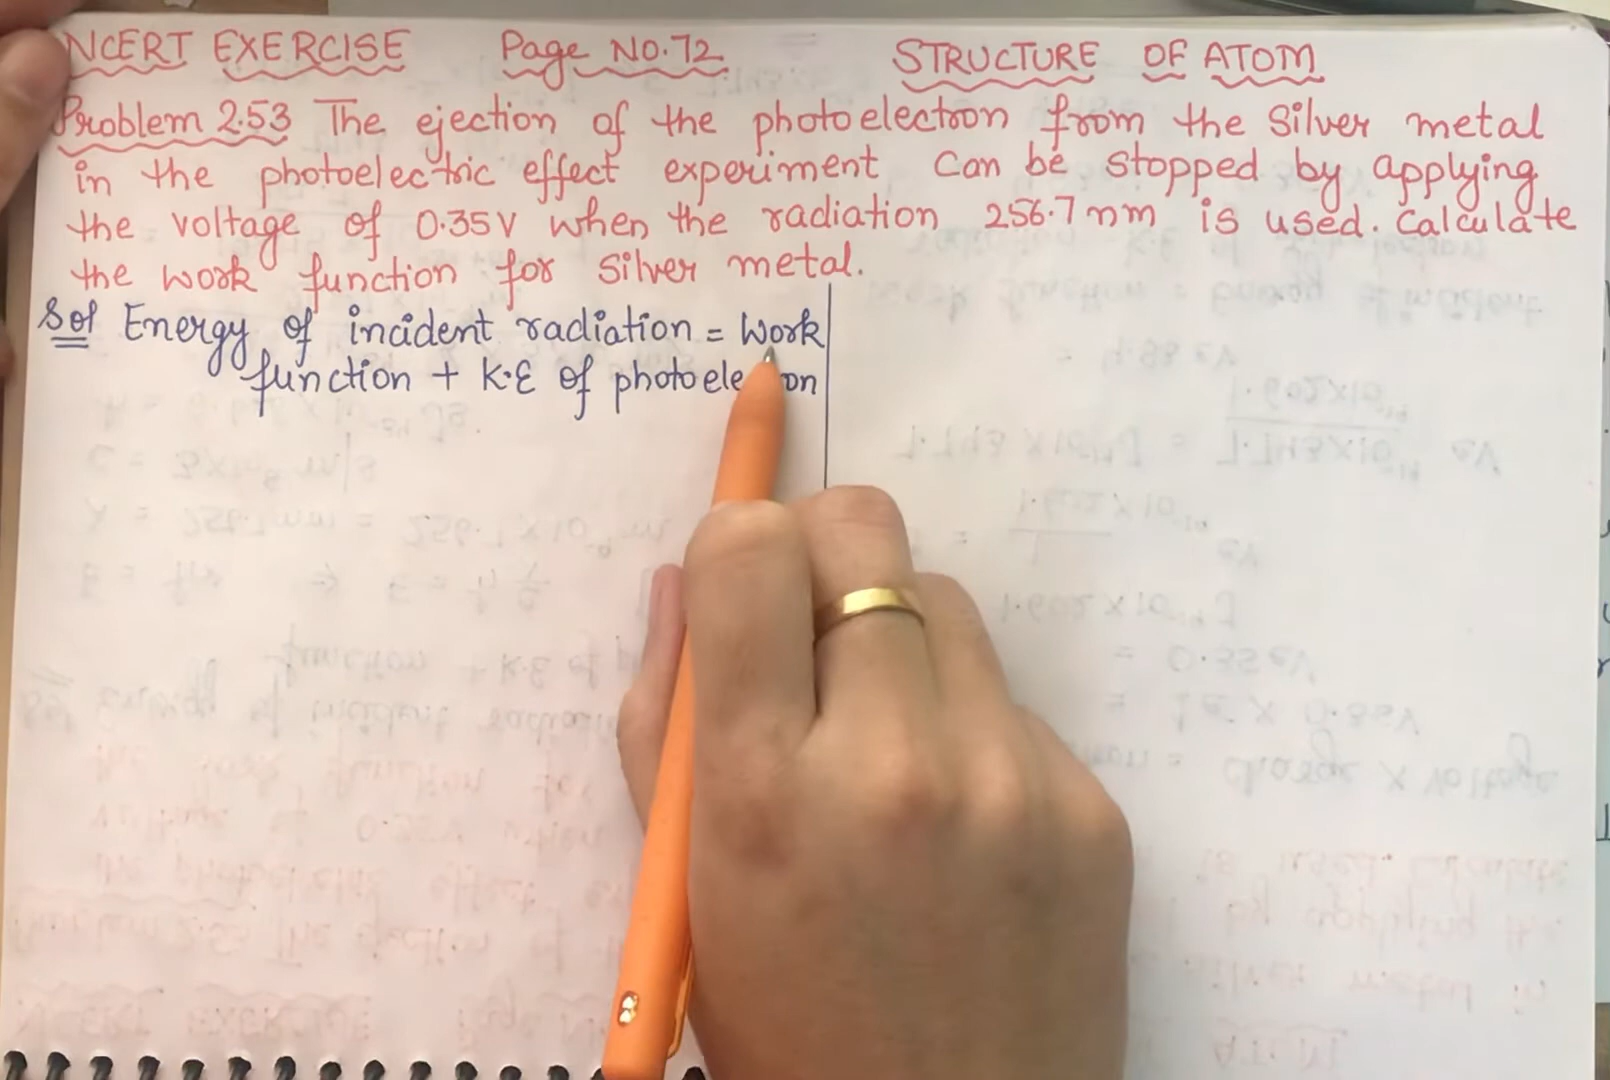 NCERT EXERCISE Page No.72 STRUCTURE OF ATOM
Problem 2.53 The ejection of the photoelectron from the silver metal
in the photoelectric effect experiment can be stopped by applying
the voltage of 0.35V when the radiation 256.7 nm is used. Calculate
the work function for silver metal.
Sol Energy of incident radiation = Work
function + K.E of